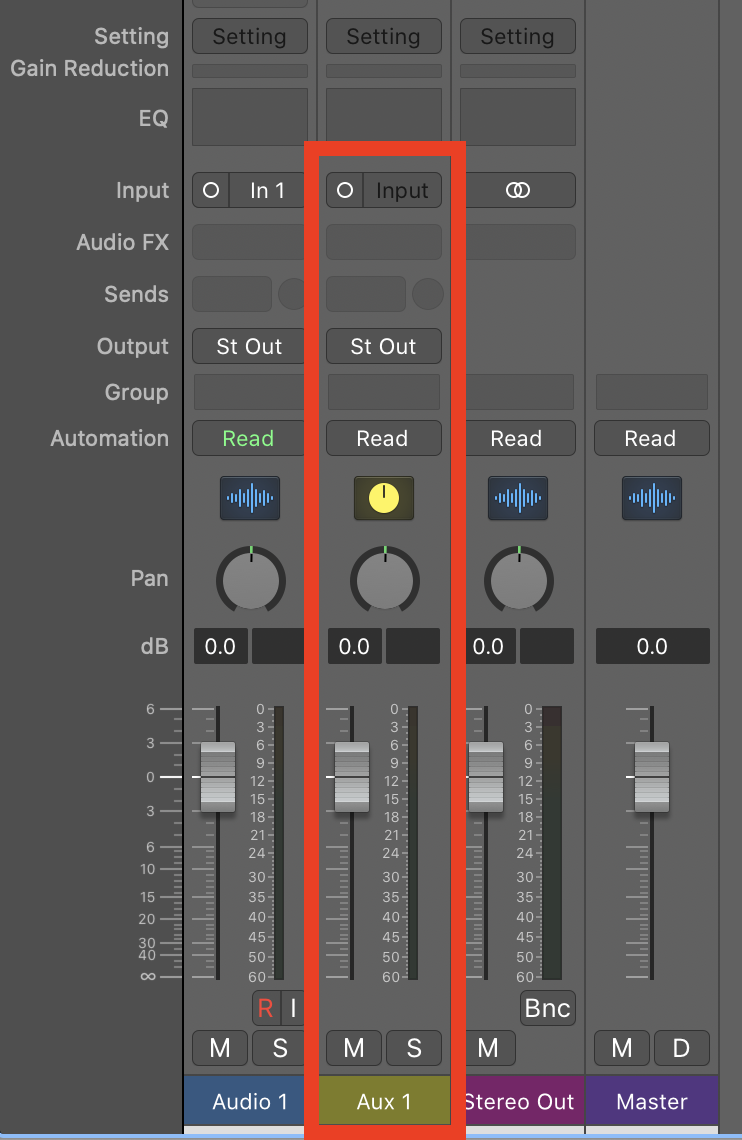 Setting Setting Setting Setting
Gain Reduction
EQ
Input In 1 Input
Audio FX
Sends
Output St Out St Out
Group
Automation Read Read Read Read
Pan
dB 0.0 0.0 0.0 0.0
6 0 0 0
3 3 3
3 6 6 6
9 9 9
0 12 12 12
15 15 15
3 18 18 18
21 21 21
6 24 24 24
10 30 30 30
15 35 35 35
20 40 40 40
30 45 45 45
40 50 50 50
∞ 60 60 60
R I Bnc
M S M S M M D
Audio 1 Aux 1 Stereo Out Master